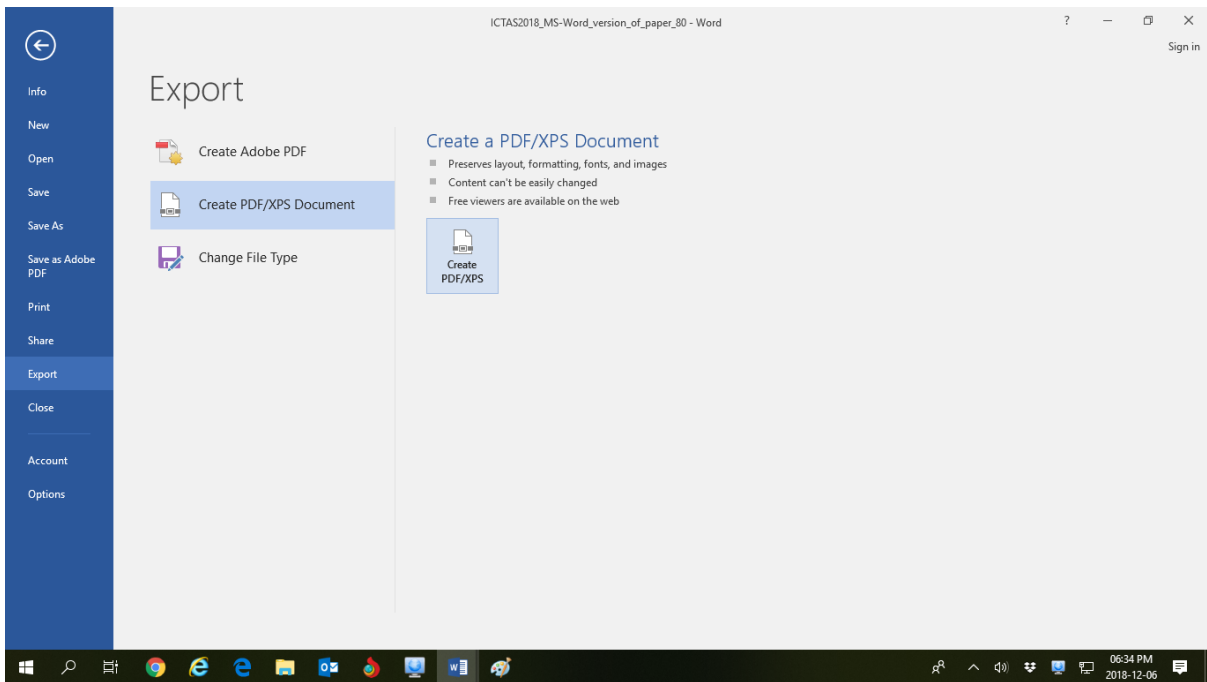 ICTAS2018_MS-Word_version_of_paper_80 - Word
?
Sign in
Info
New
Open
Save
Save As
Save as Adobe
PDF
Print
Share
Export
Close
Account
Options
Export
Create Adobe PDF
Create PDF/XPS Document
Change File Type
Create a PDF/XPS Document
Preserves layout, formatting, fonts, and images
Content can't be easily changed
Free viewers are available on the web
Create
PDF/XPS
06:34 PM
2018-12-06